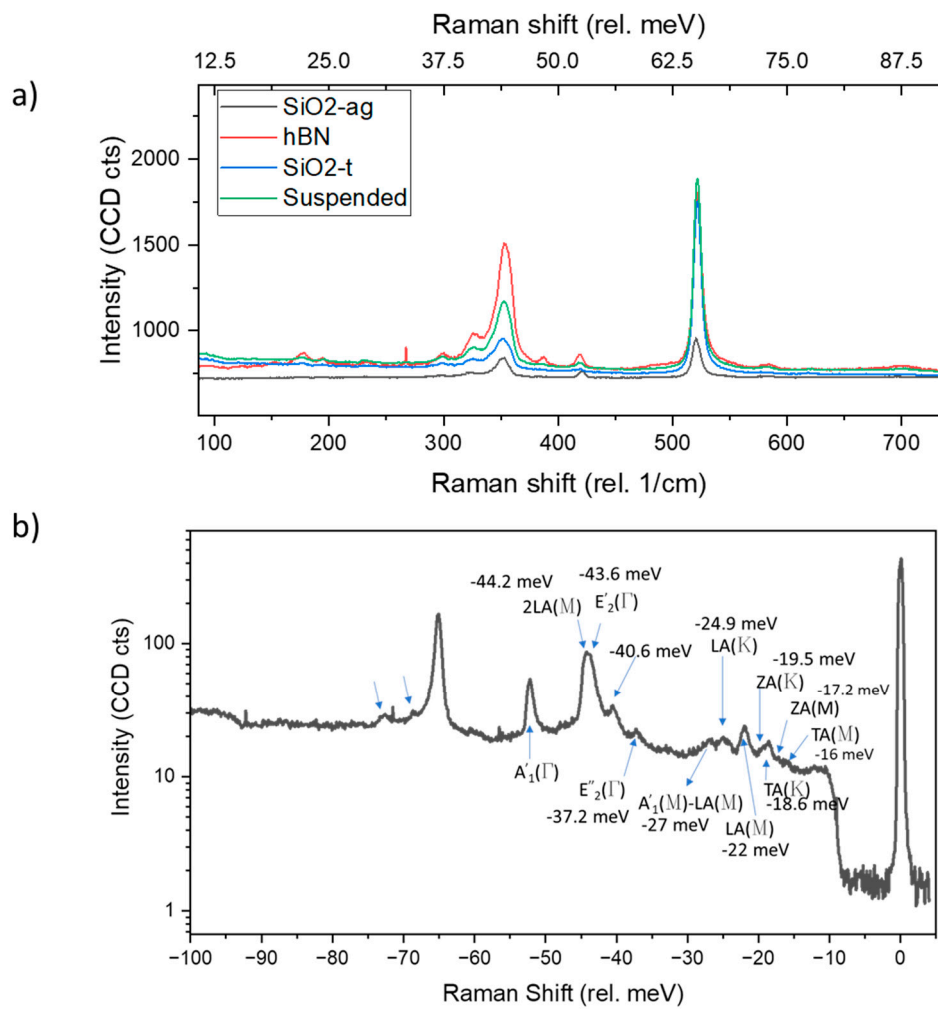 Raman shift (rel. meV)
12.5 25.0 37.5 50.0 62.5 75.0 87.5
a)
SiO2-ag
hBN
SiO2-t
Suspended
Intensity (CCD cts)
2000
1500
1000
100 200 300 400 500 600 700
Raman shift (rel. 1/cm)
b)
Intensity (CCD cts)
100
10
1
-44.2 meV
-43.6 meV
2LA(M)
E′2(Γ)
-40.6 meV
-24.9 meV
LA(K)
-19.5 meV
ZA(K)
-17.2 meV
ZA(M)
TA(M)
-16 meV
A′1(Γ)
E″2(Γ)
-37.2 meV
A′1(M)-LA(M)
-27 meV
LA(M)
-22 meV
TA(K)
-18.6 meV
−100 −90 −80 −70 −60 −50 −40 −30 −20 −10 0
Raman Shift (rel. meV)